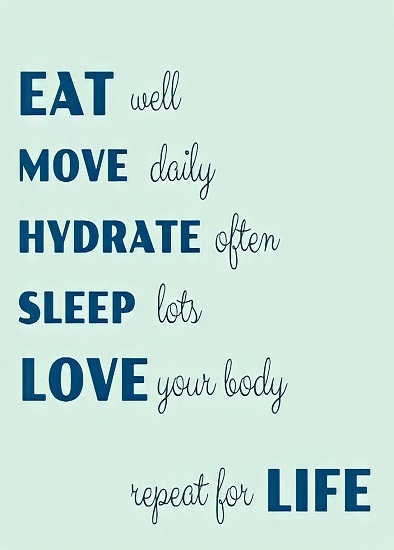 EAT well
MOVE daily
HYDRATE often
SLEEP lots
LOVE your body
repeat for LIFE